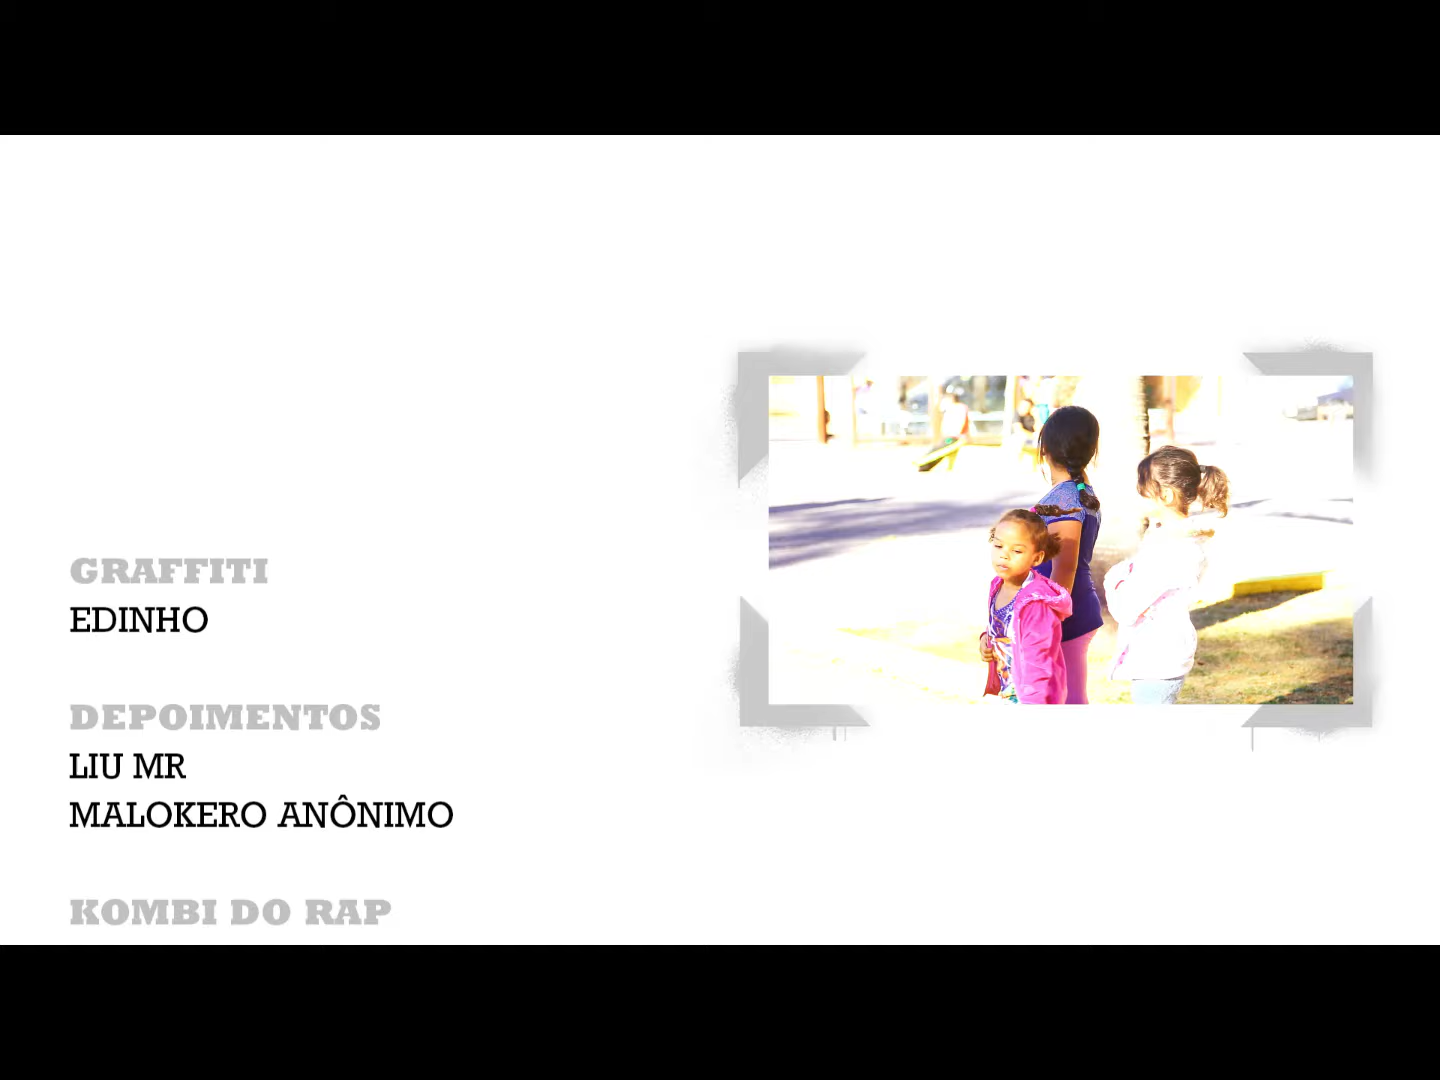 GRAFFITI
EDINHO
DEPOIMENTOS
LIU MR
MALOKERO ANÔNIMO
KOMBI DO RAP